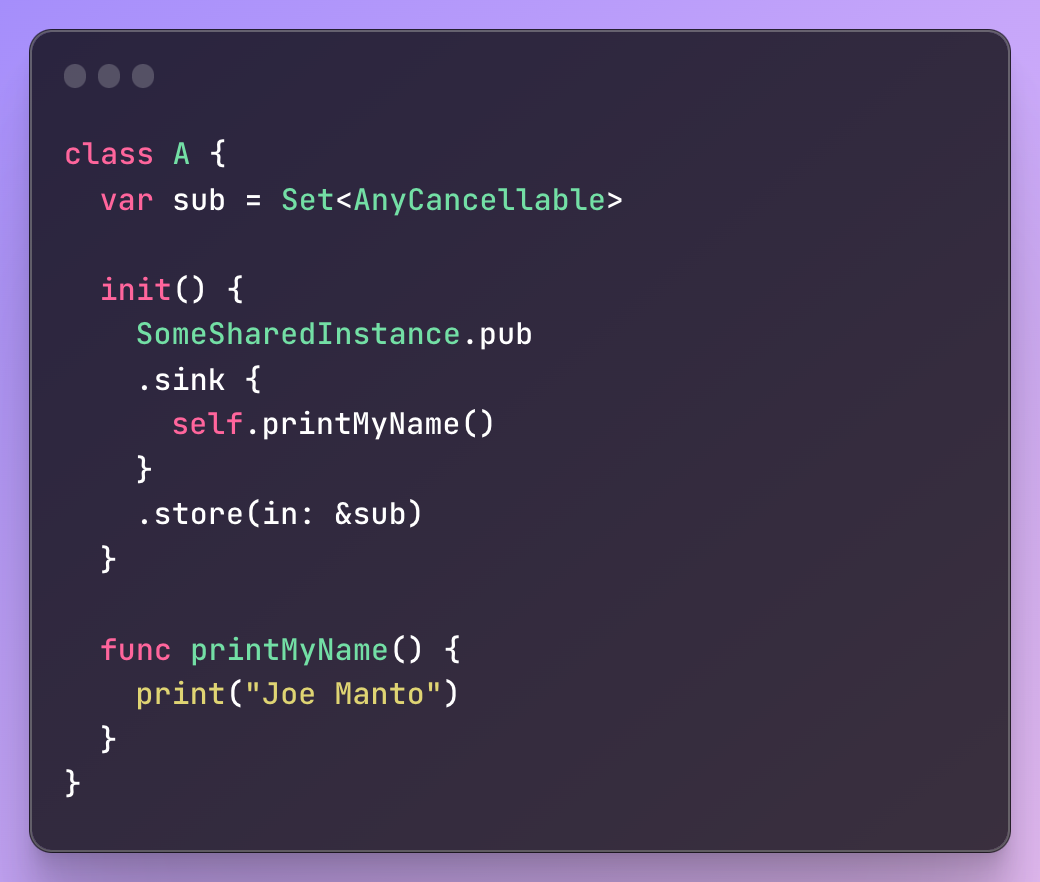 class A {
  var sub = Set<AnyCancellable>

  init() {
    SomeSharedInstance.pub
    .sink {
      self.printMyName()
    }
    .store(in: &sub)
  }

  func printMyName() {
    print("Joe Manto")
  }
}